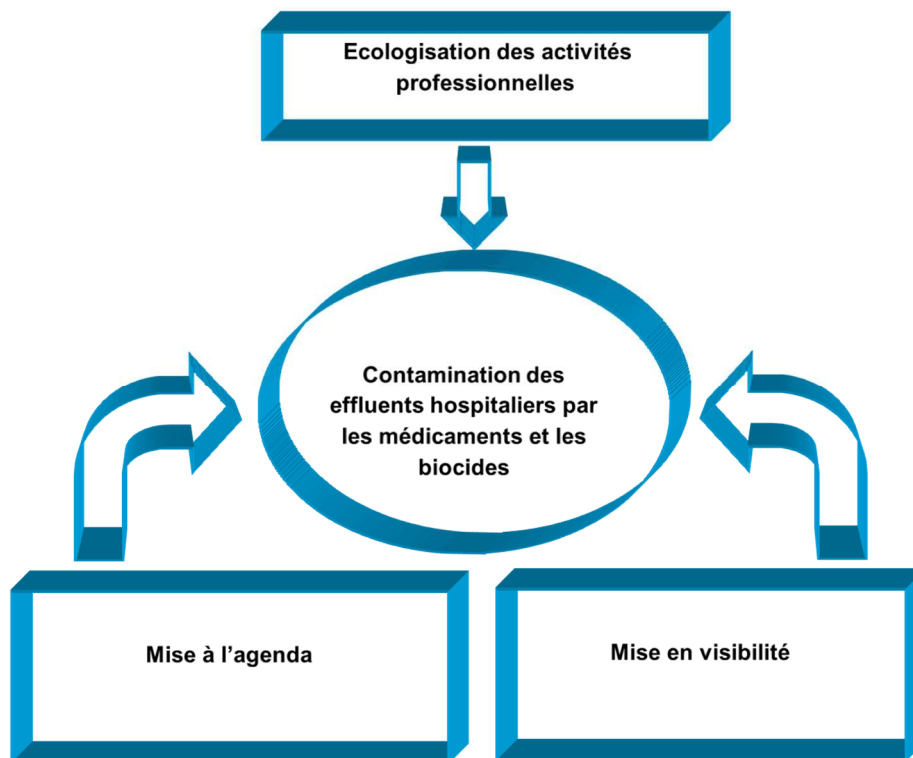 Ecologisation des activités
professionnelles
Contamination des
effluents hospitaliers par
les médicaments et les
biocides
Mise à l’agenda
Mise en visibilité